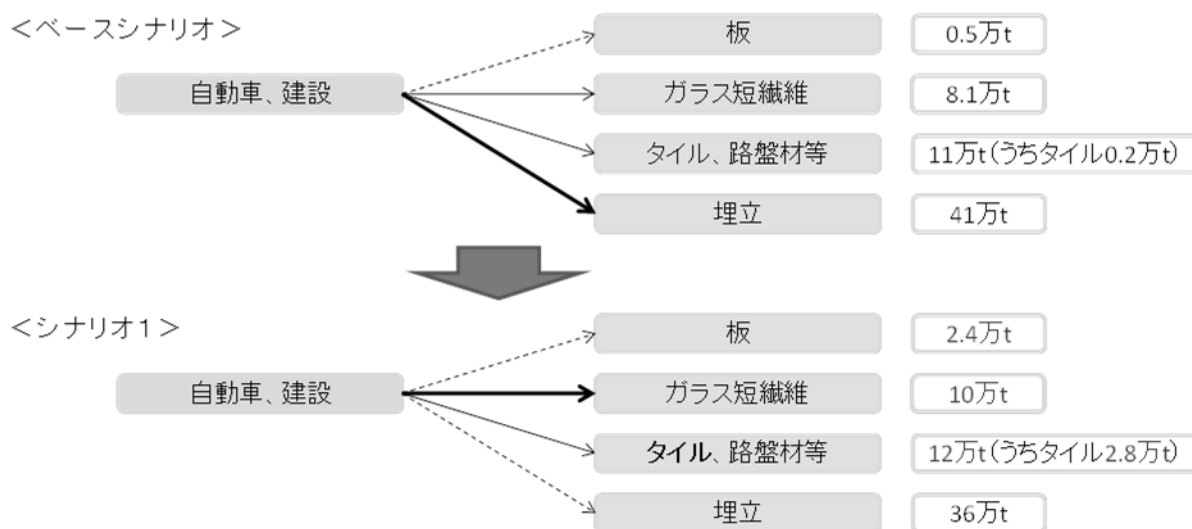 ＜ベースシナリオ＞
自動車、建設
板 0.5万t
ガラス短繊維 8.1万t
タイル、路盤材等 11万t（うちタイル0.2万t）
埋立 41万t
＜シナリオ１＞
自動車、建設
板 2.4万t
ガラス短繊維 10万t
タイル、路盤材等 12万t（うちタイル2.8万t）
埋立 36万t